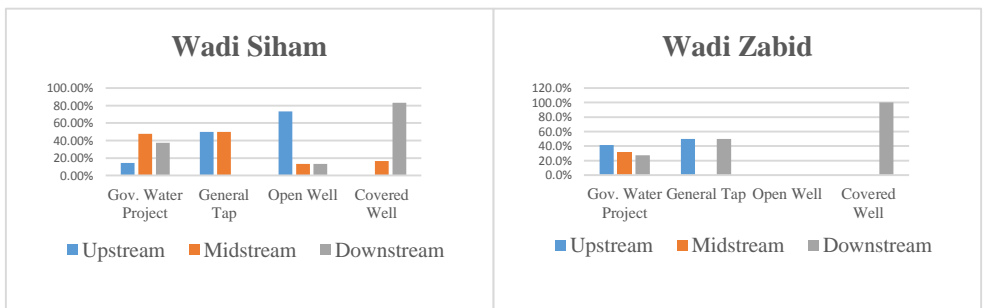 Wadi Siham
100.00%
80.00%
60.00%
40.00%
20.00%
0.00%
Gov. Water
Project
General
Tap
Open Well
Covered
Well
Upstream
Midstream
Downstream
Wadi Zabid
120.0%
100.0%
80.0%
60.0%
40.0%
20.0%
0.0%
Gov. Water
Project
General Tap
Open Well
Covered
Well
Upstream
Midstream
Downstream